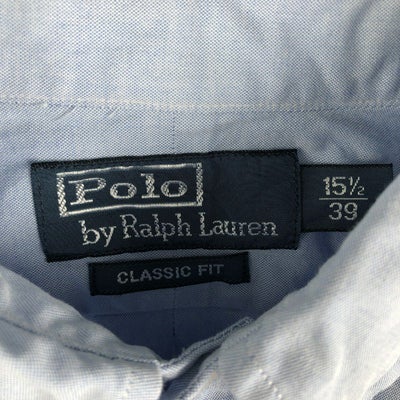 Polo
by Ralph Lauren
15½
39
CLASSIC FIT